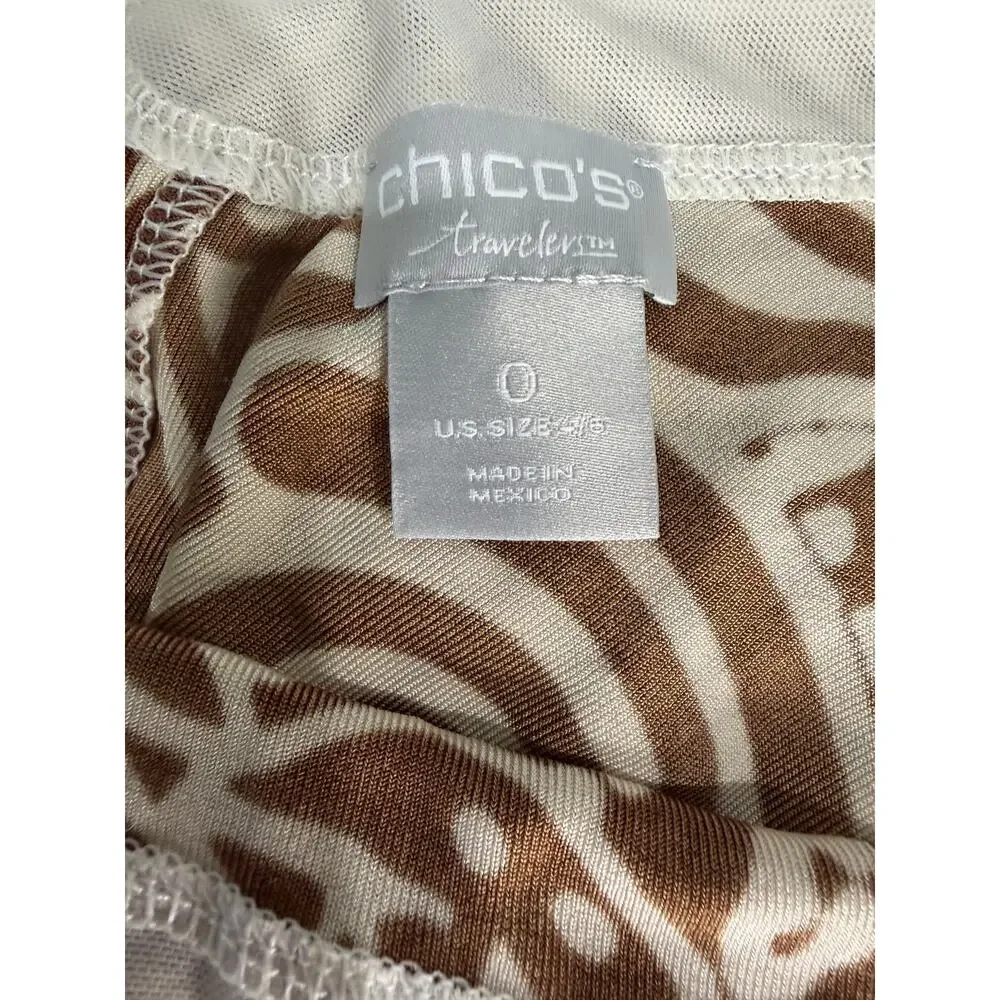 chico's®
travelers™
0
U.S. SIZE 4/6
MADE IN
MEXICO